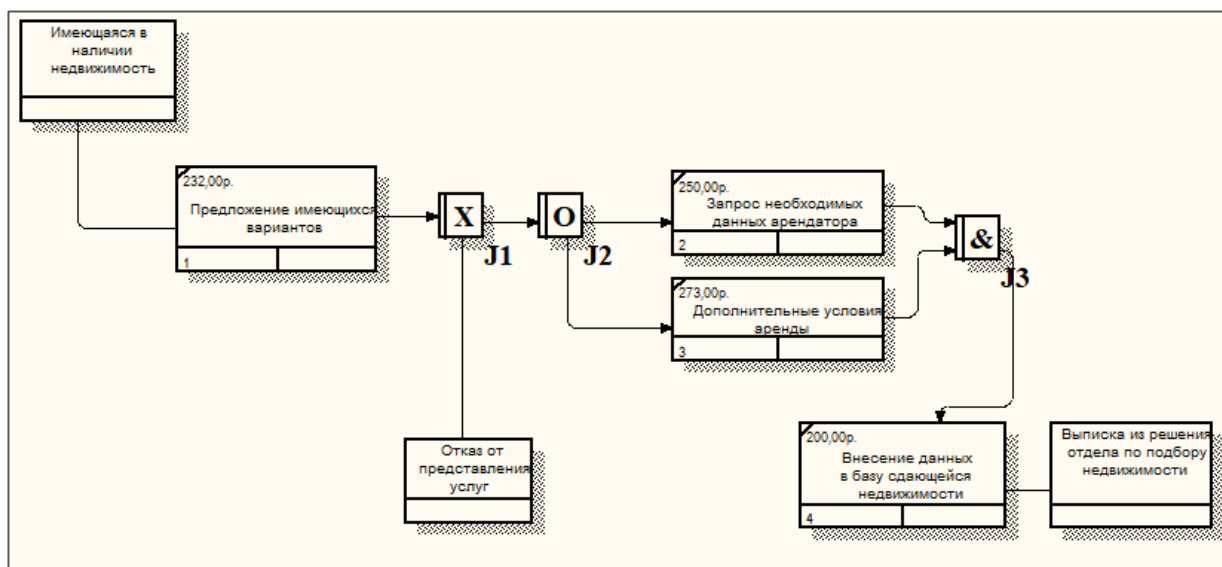 Имеющаяся в
наличии
недвижимость
232,00р.
Предложение имеющихся
вариантов
1
X
J1
O
J2
250,00р.
Запрос необходимых
данных арендатора
2
273,00р.
Дополнительные условия
аренды
3
&
J3
Отказ от
представления
услуг
200,00р.
Внесение данных
в базу сдающейся
недвижимости
4
Выписка из решения
отдела по подбору
недвижимости